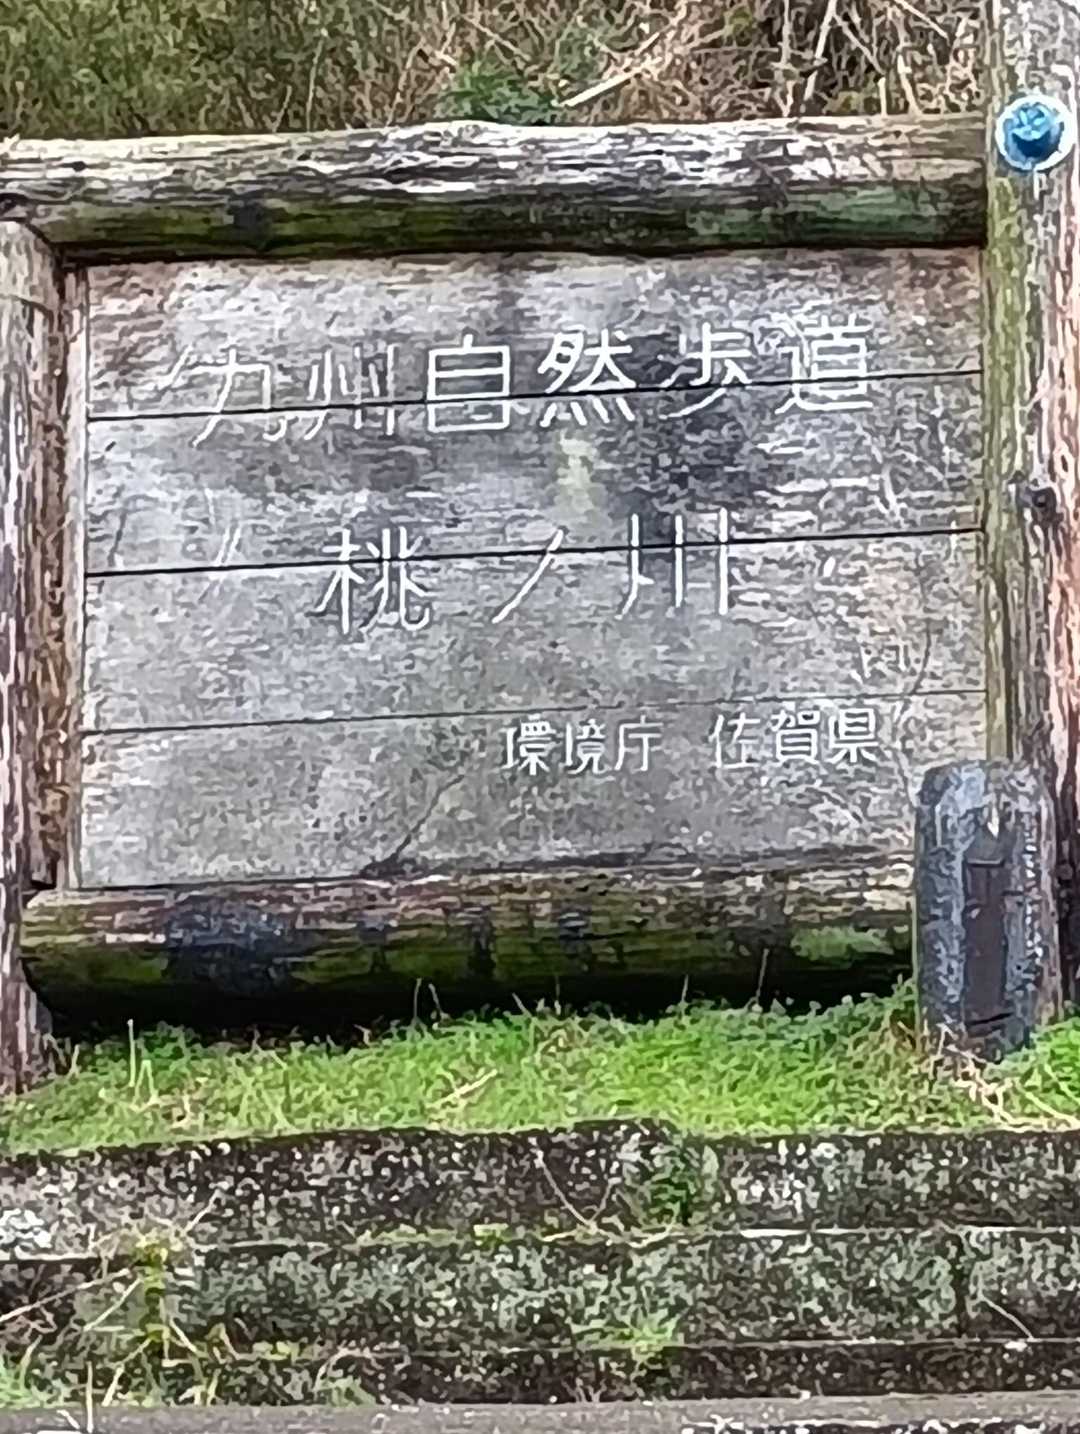 九州自然歩道
桃ノ川
環境庁 佐賀県